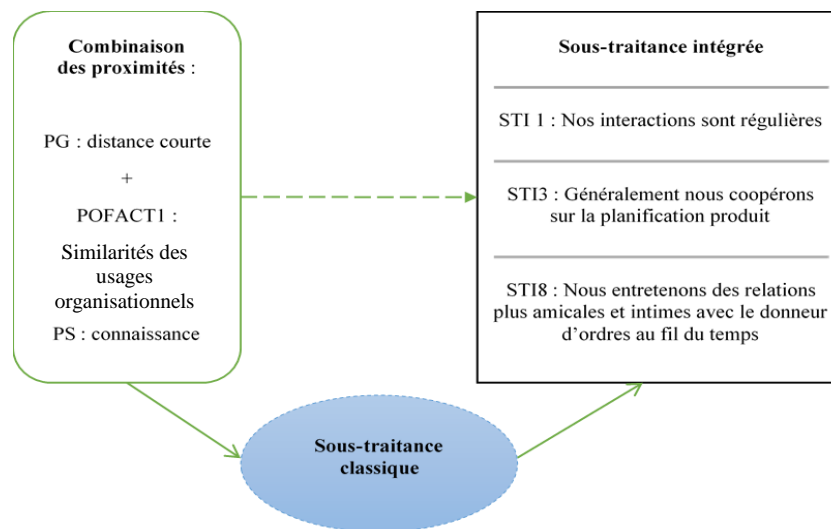 Combinaison
des proximités :
PG : distance courte
+
POFACT1 :
Similarités des
usages
organisationnels
PS : connaissance
Sous-traitance intégrée
STI 1 : Nos interactions sont régulières
STI3 : Généralement nous coopérons
sur la planification produit
STI8 : Nous entretenons des relations
plus amicales et intimes avec le donneur
d'ordres au fil du temps
Sous-traitance
classique